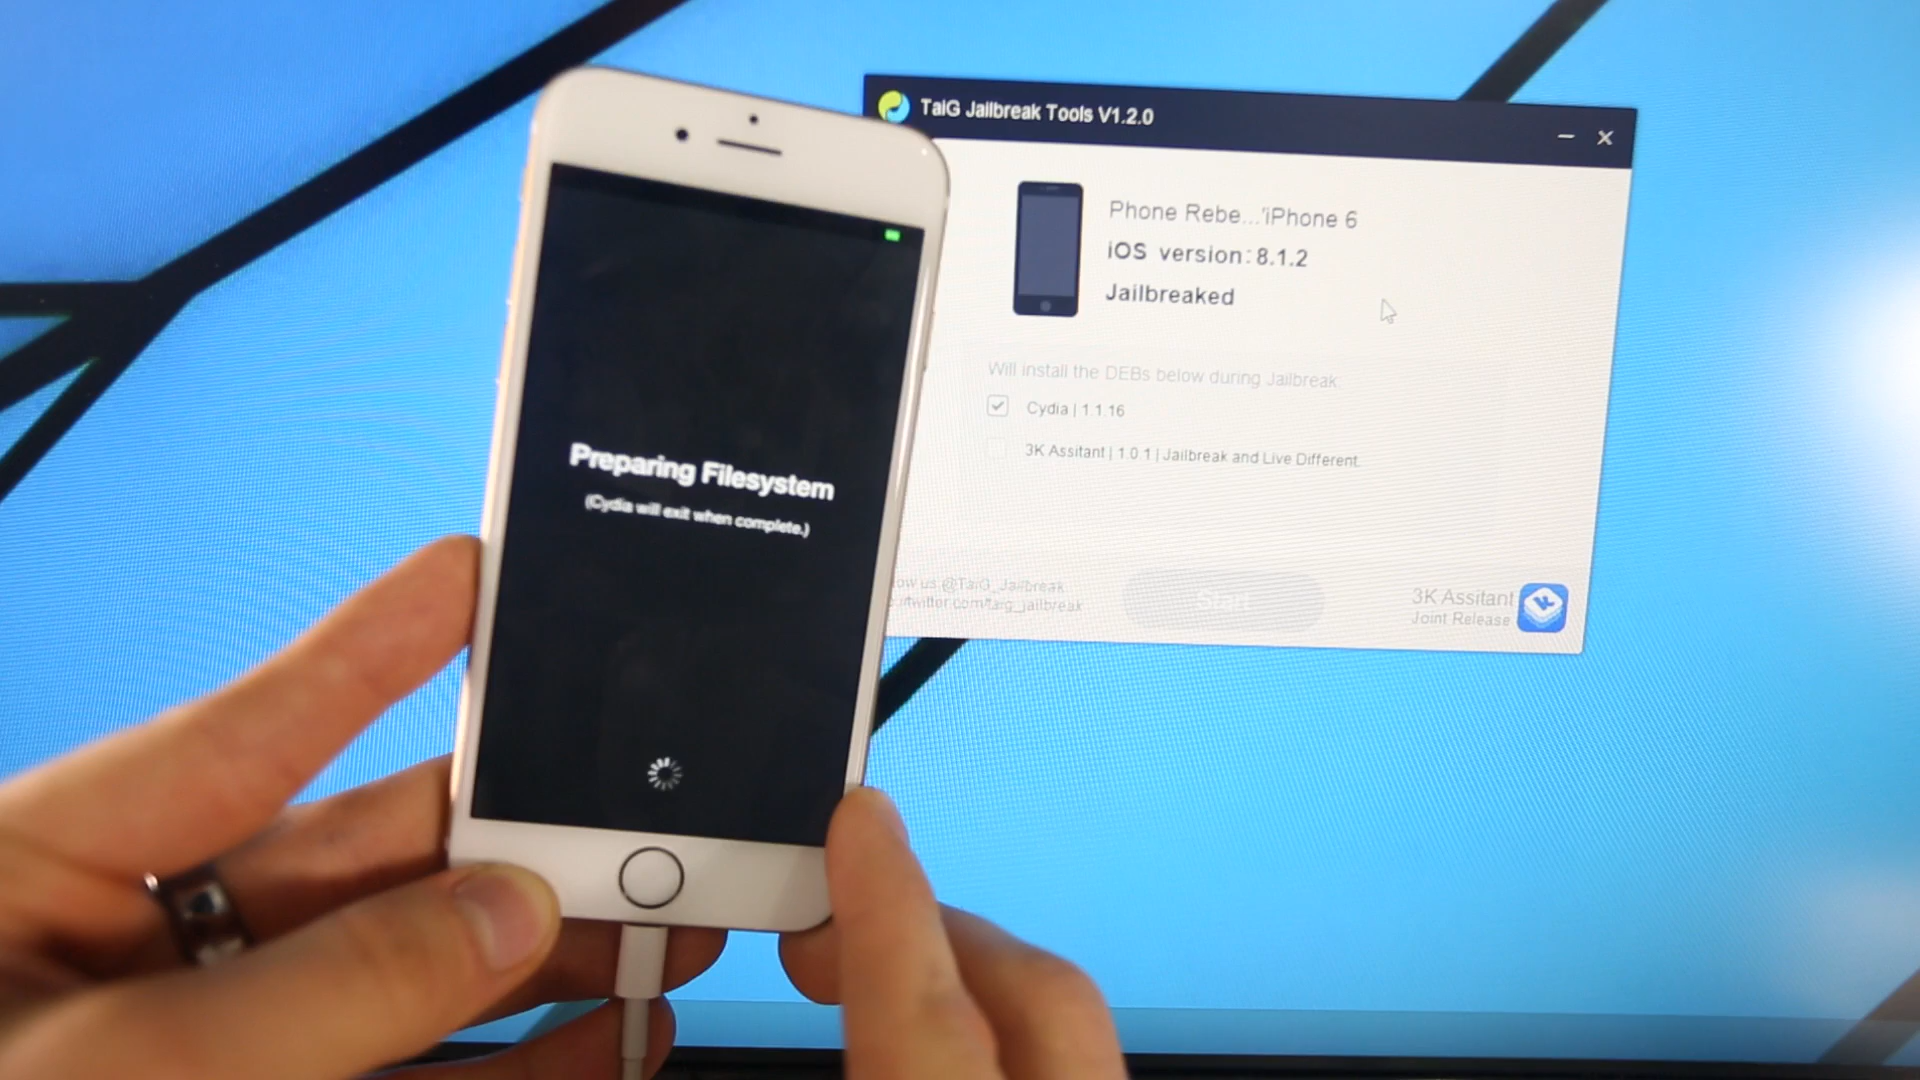 TaiG Jailbreak Tools V1.2.0
Phone Rebe...'iPhone 6
iOS version:8.1.2
Jailbreaked
Will install the DEBs below during Jailbreak:
Cydia | 1.1.16
3K Assitant | 1.0.1 | Jailbreak and Live Different.
ow us @TaiG_Jailbreak
twitter.com/taig_jailbreak
Start
3K Assitant
Joint Release
Preparing Filesystem
(Cydia will exit when complete.)